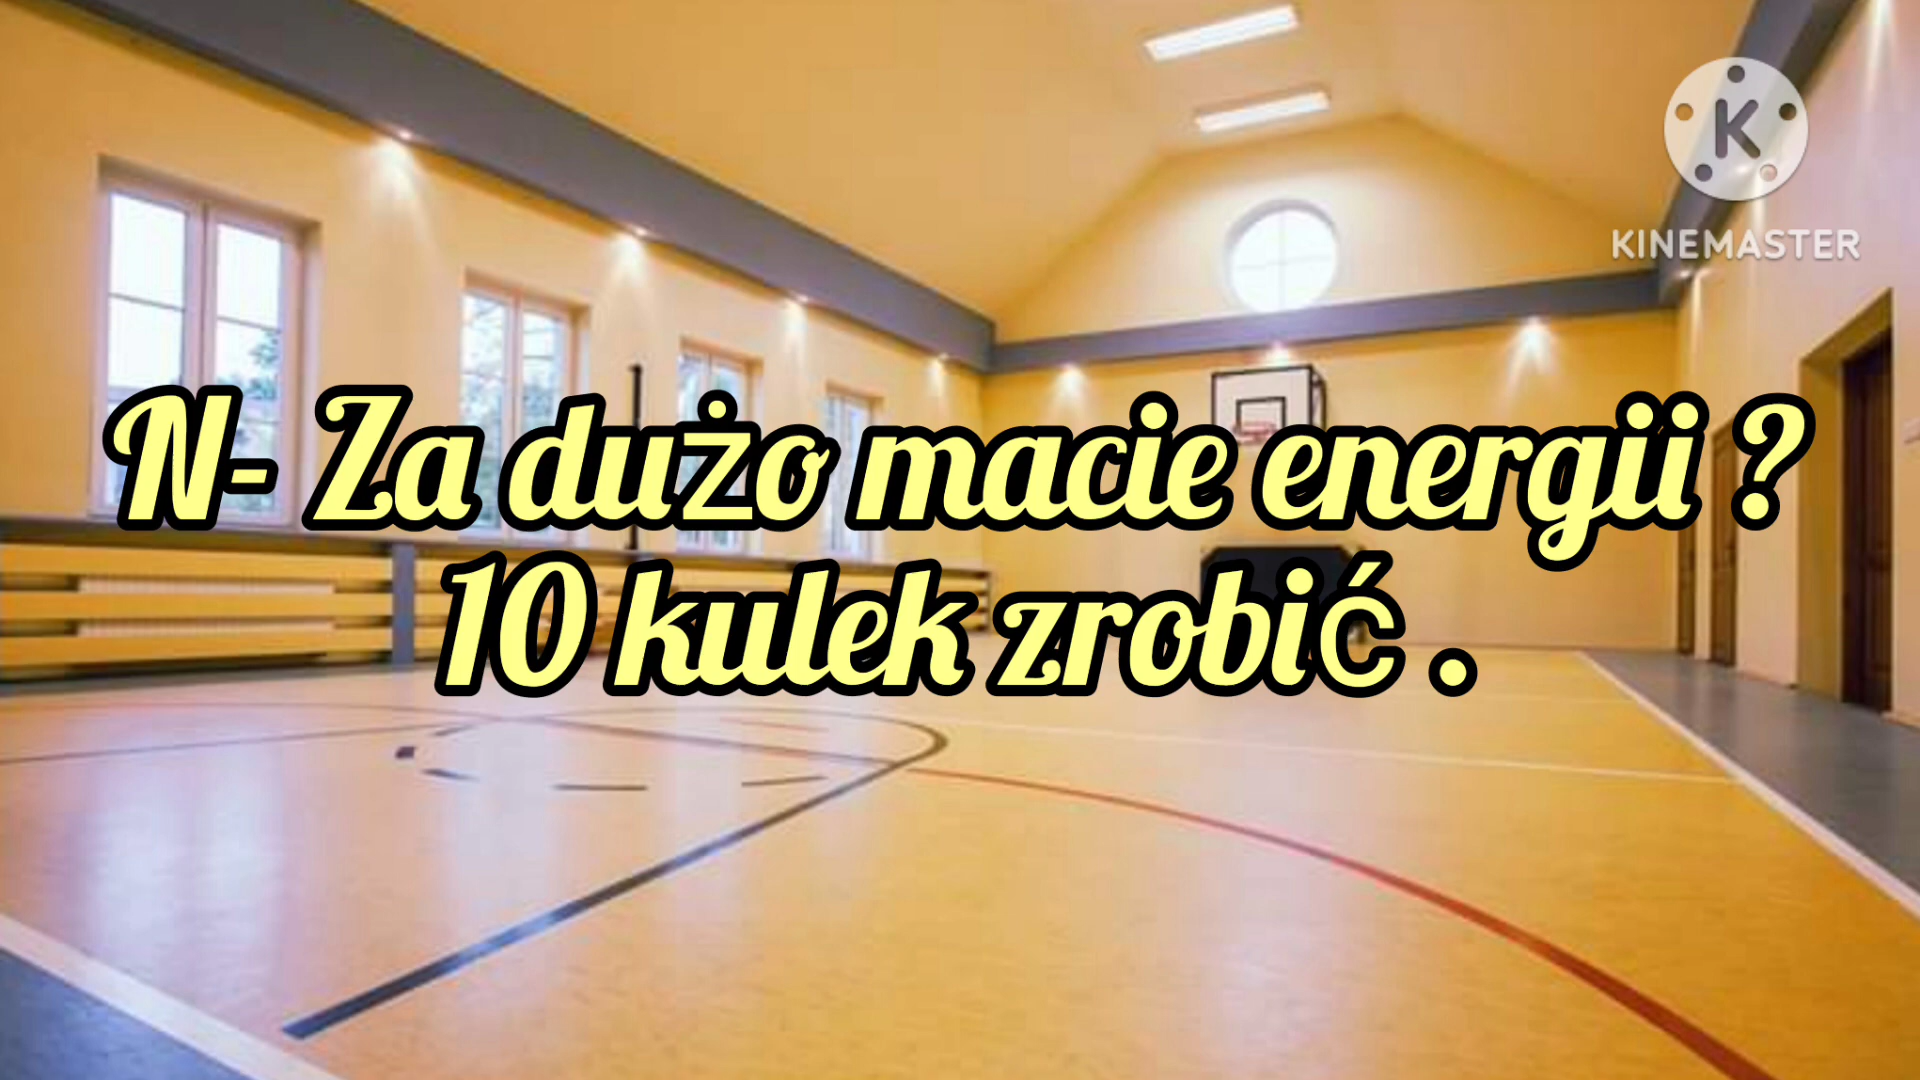 K
KINEMASTER
N- Za dużo macie energii ?
10 kulek zrobić .